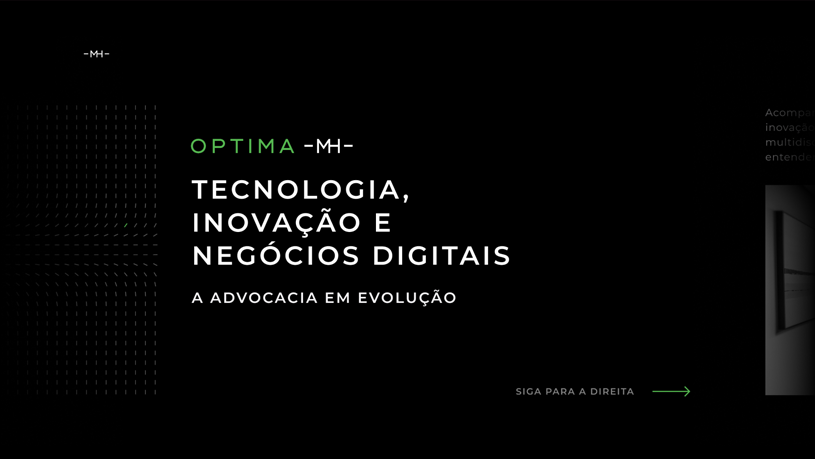 -MH-
OPTIMA -MH-
TECNOLOGIA,
INOVAÇÃO E
NEGÓCIOS DIGITAIS
A ADVOCACIA EM EVOLUÇÃO
SIGA PARA A DIREITA